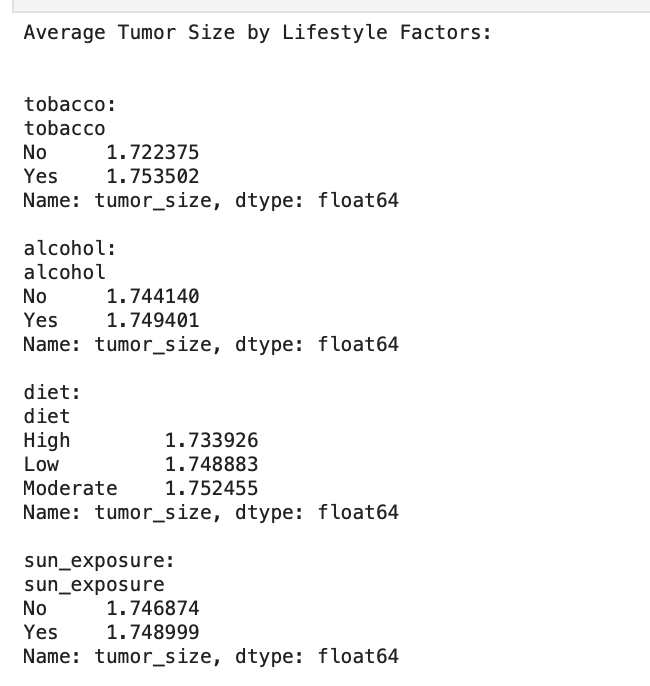 Average Tumor Size by Lifestyle Factors:
tobacco:
tobacco
No     1.722375
Yes    1.753502
Name: tumor_size, dtype: float64
alcohol:
alcohol
No     1.744140
Yes    1.749401
Name: tumor_size, dtype: float64
diet:
diet
High        1.733926
Low         1.748883
Moderate    1.752455
Name: tumor_size, dtype: float64
sun_exposure:
sun_exposure
No     1.746874
Yes    1.748999
Name: tumor_size, dtype: float64